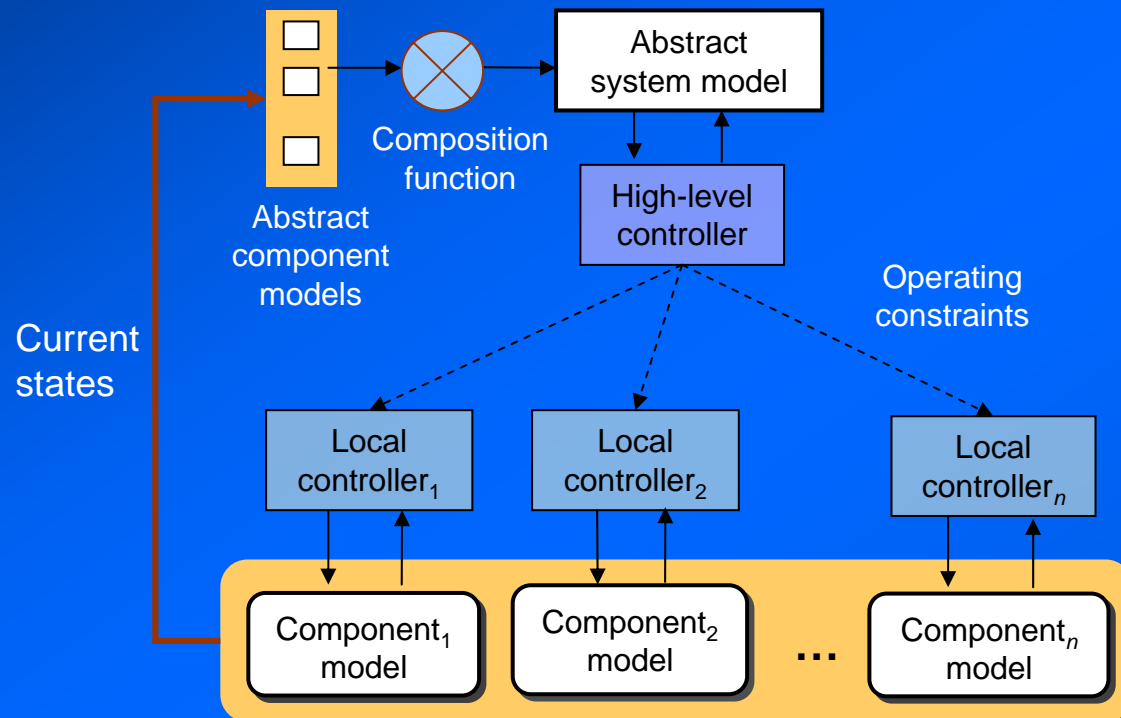 Abstract
system model
Composition
function
High-level
controller
Abstract
component
models
Operating
constraints
Current
states
Local
controller₁
Local
controller₂
Local
controllerₙ
Component₁
model
Component₂
model
...
Componentₙ
model